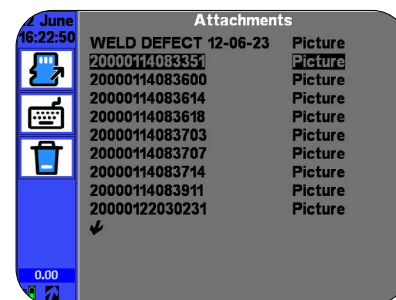 June
16:22:50
Attachments
WELD DEFECT 12-06-23 Picture
20000114083351 Picture
20000114083600 Picture
20000114083614 Picture
20000114083618 Picture
20000114083703 Picture
20000114083707 Picture
20000114083714 Picture
20000114083911 Picture
20000122030231 Picture
0.00